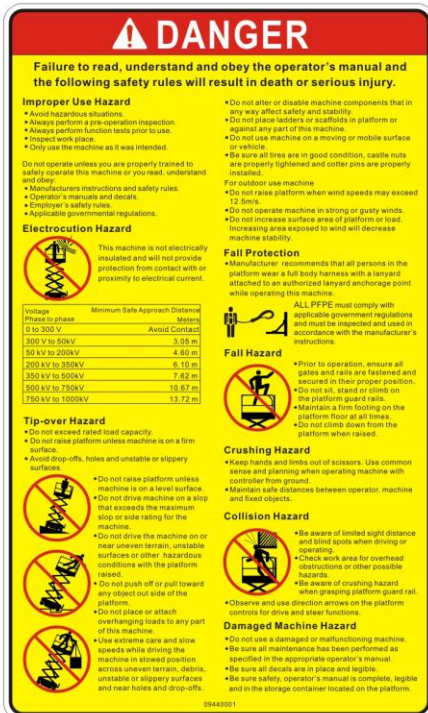 DANGER
Failure to read, understand and obey the operator's manual and
the following safety rules will result in death or serious injury.
Improper Use Hazard
• Avoid hazardous situations.
• Always perform a pre-operation inspection.
• Always perform function tests prior to use.
• Inspect work place.
• Only use the machine as it was intended.
Do not operate unless you are properly trained to
safely operate this machine or you read, understand
and obey:
• Manufacturers instructions and safety rules.
• Operator's manuals and decals.
• Employer's safety rules.
• Applicable governmental regulations.
Electrocution Hazard
This machine is not electrically
insulated and will not provide
protection from contact with or
proximity to electrical current.
Voltage Minimum Safe Approach Distance
Phase to phase Meters
0 to 300 V Avoid Contact
300 V to 50kV 3.05 m
50 kV to 200kV 4.60 m
200 kV to 350kV 6.10 m
350 kV to 500kV 7.62 m
500 kV to 750kV 10.67 m
750 kV to 1000kV 13.72 m
Tip-over Hazard
• Do not exceed rated load capacity.
• Do not raise platform unless machine is on a firm
surface.
• Avoid drop-offs, holes and unstable or slippery
surfaces.
• Do not raise platform unless
machine is on a level surface.
• Do not drive machine on a slop
that exceeds the maximum
slop or side rating for the
machine.
• Do not drive the machine on or
near uneven terrain, unstable
surfaces or other hazardous
conditions with the platform
raised.
• Do not push off or pull toward
any object out side of the
platform.
• Do not place or attach
overhanging loads to any part
of this machine.
• Use extreme care and slow
speeds while driving the
machine in stowed position
across uneven terrain, debris,
unstable or slippery surfaces
and near holes and drop-offs.
• Do not alter or disable machine components that in
any way affect safety and stability.
• Do not place ladders or scaffolds in platform or
against any part of this machine.
• Do not use machine on a moving or mobile surface
or vehicle.
• Be sure all tires are in good condition, castle nuts
are properly tightened and cotter pins are properly
installed.
For outdoor use machine
• Do not raise platform when wind speeds may exceed
12.5m/s.
• Do not operate machine in strong or gusty winds.
• Do not increase surface area of platform or load.
Increasing area exposed to wind will decrease
machine stability.
Fall Protection
• Manufacturer recommends that all persons in the
platform wear a full body harness with a lanyard
attached to an authorized lanyard anchorage point
while operating this machine.
ALL PFPE must comply with
applicable government regulations
and must be inspected and used in
accordance with the manufacturer's
instructions.
Fall Hazard
• Prior to operation, ensure all
gates and rails are fastened and
secured in their proper position.
• Do not sit, stand or climb on
the platform guard rails.
• Maintain a firm footing on the
platform floor at all times.
• Do not climb down from the
platform when raised.
Crushing Hazard
• Keep hands and limbs out of scissors. Use common
sense and planning when operating machine with
controller from ground.
• Maintain safe distances between operator, machine
and fixed objects.
Collision Hazard
• Be aware of limited sight distance
and blind spots when driving or
operating.
• Check work area for overhead
obstructions or other possible
hazards.
• Be aware of crushing hazard
when grasping platform guard rail.
• Observe and use direction arrows on the platform
controls for drive and steer functions.
Damaged Machine Hazard
• Do not use a damaged or malfunctioning machine.
• Be sure all maintenance has been performed as
specified in the appropriate operator's manual.
• Be sure all decals are in place and legible.
• Be sure safety, operator's manual is complete, legible
and in the storage container located on the platform.
09440001